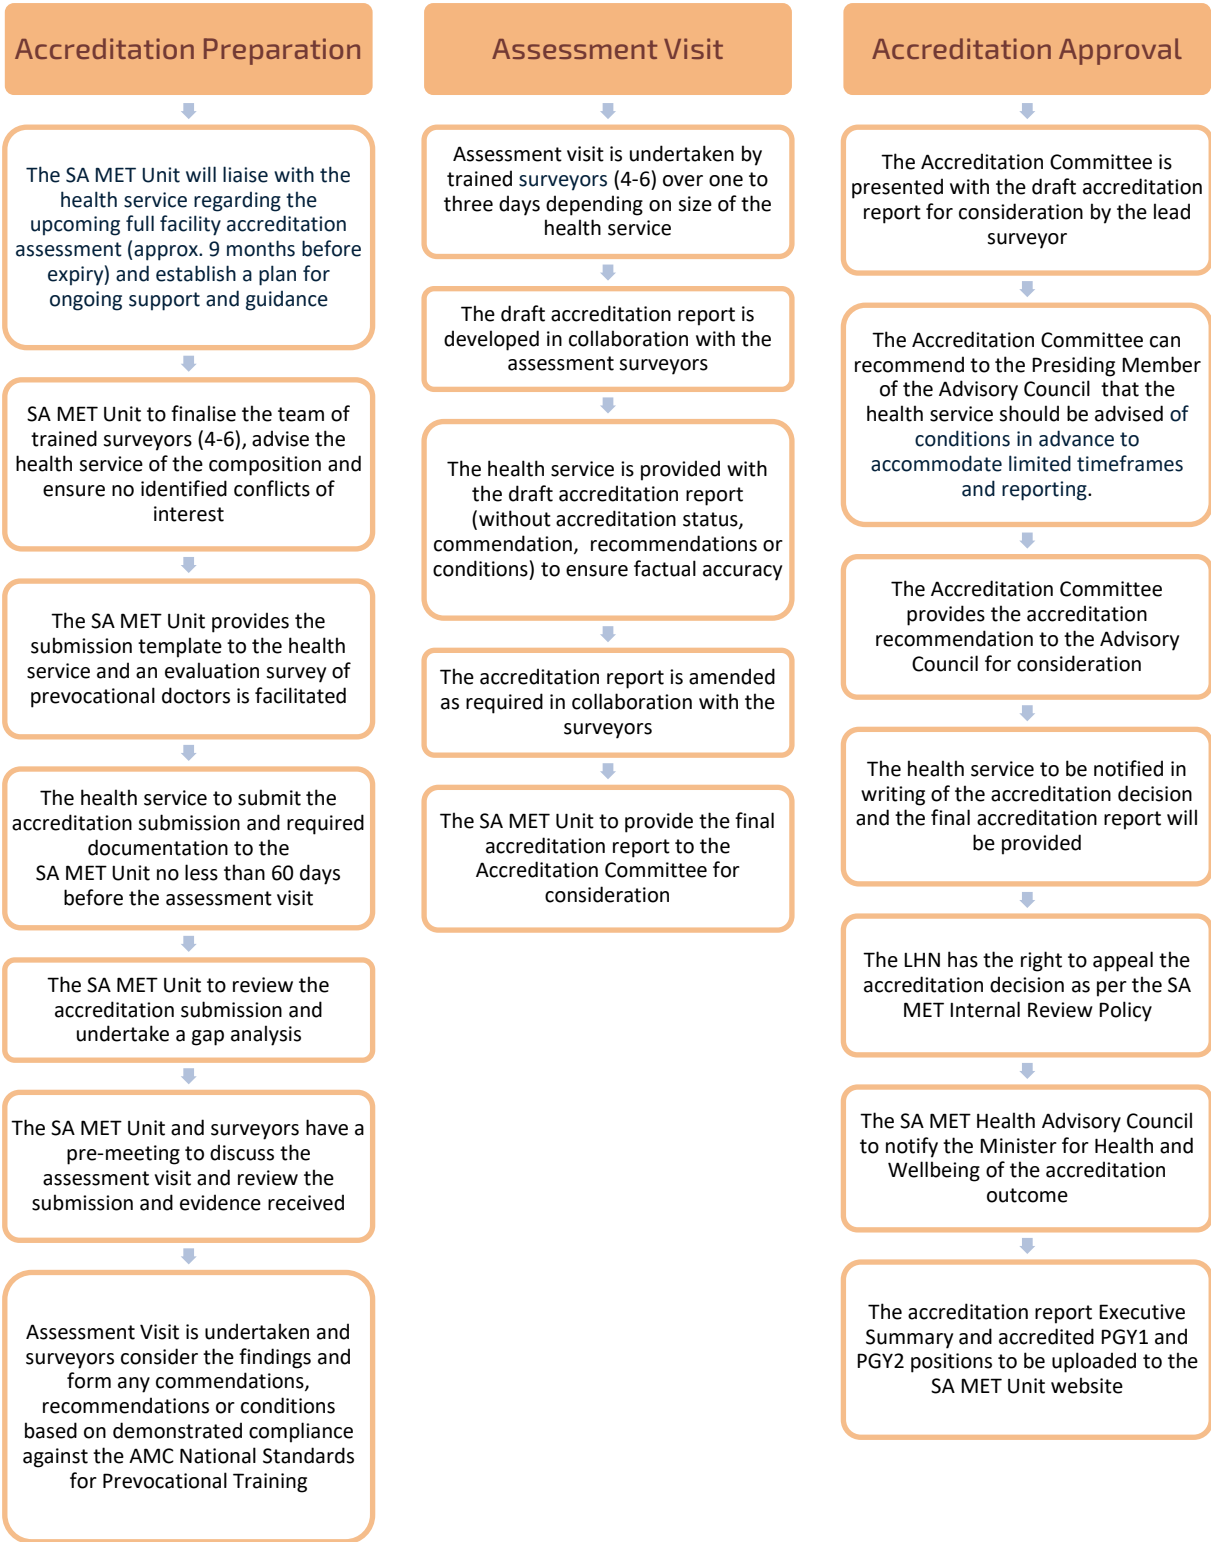 Accreditation Preparation
The SA MET Unit will liaise with the
health service regarding the
upcoming full facility accreditation
assessment (approx. 9 months before
expiry) and establish a plan for
ongoing support and guidance
SA MET Unit to finalise the team of
trained surveyors (4-6), advise the
health service of the composition and
ensure no identified conflicts of
interest
The SA MET Unit provides the
submission template to the health
service and an evaluation survey of
prevocational doctors is facilitated
The health service to submit the
accreditation submission and required
documentation to the
SA MET Unit no less than 60 days
before the assessment visit
The SA MET Unit to review the
accreditation submission and
undertake a gap analysis
The SA MET Unit and surveyors have a
pre-meeting to discuss the
assessment visit and review the
submission and evidence received
Assessment Visit is undertaken and
surveyors consider the findings and
form any commendations,
recommendations or conditions
based on demonstrated compliance
against the AMC National Standards
for Prevocational Training
Assessment Visit
Assessment visit is undertaken by
trained surveyors (4-6) over one to
three days depending on size of the
health service
The draft accreditation report is
developed in collaboration with the
assessment surveyors
The health service is provided with
the draft accreditation report
(without accreditation status,
commendation, recommendations or
conditions) to ensure factual accuracy
The accreditation report is amended
as required in collaboration with the
surveyors
The SA MET Unit to provide the final
accreditation report to the
Accreditation Committee for
consideration
Accreditation Approval
The Accreditation Committee is
presented with the draft accreditation
report for consideration by the lead
surveyor
The Accreditation Committee can
recommend to the Presiding Member
of the Advisory Council that the
health service should be advised of
conditions in advance to
accommodate limited timeframes
and reporting.
The Accreditation Committee
provides the accreditation
recommendation to the Advisory
Council for consideration
The health service to be notified in
writing of the accreditation decision
and the final accreditation report will
be provided
The LHN has the right to appeal the
accreditation decision as per the SA
MET Internal Review Policy
The SA MET Health Advisory Council
to notify the Minister for Health and
Wellbeing of the accreditation
outcome
The accreditation report Executive
Summary and accredited PGY1 and
PGY2 positions to be uploaded to the
SA MET Unit website